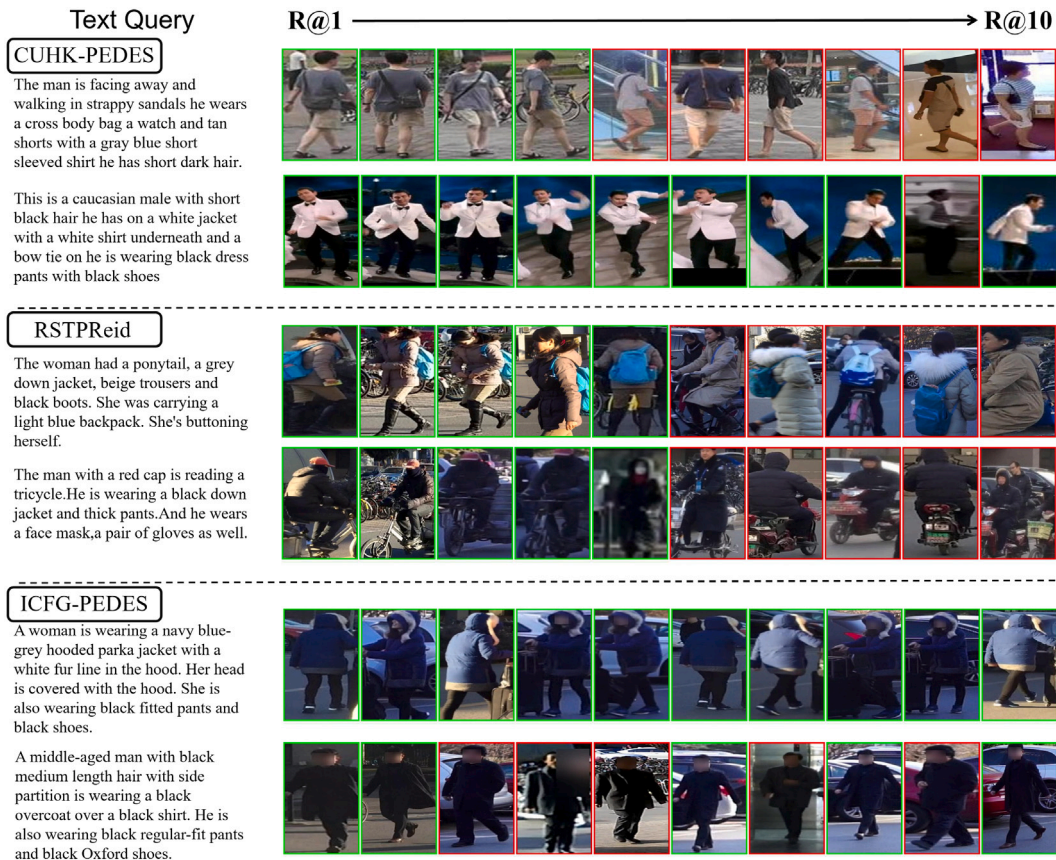 Text Query
R@1
R@10
CUHK-PEDES
The man is facing away and
walking in strappy sandals he wears
a cross body bag a watch and tan
shorts with a gray blue short
sleeved shirt he has short dark hair.
This is a caucasian male with short
black hair he has on a white jacket
with a white shirt underneath and a
bow tie on he is wearing black dress
pants with black shoes
RSTPReid
The woman had a ponytail, a grey
down jacket, beige trousers and
black boots. She was carrying a
light blue backpack. She's buttoning
herself.
The man with a red cap is reading a
tricycle.He is wearing a black down
jacket and thick pants.And he wears
a face mask,a pair of gloves as well.
ICFG-PEDES
A woman is wearing a navy blue-
grey hooded parka jacket with a
white fur line in the hood. Her head
is covered with the hood. She is
also wearing black fitted pants and
black shoes.
A middle-aged man with black
medium length hair with side
partition is wearing a black
overcoat over a black shirt. He is
also wearing black regular-fit pants
and black Oxford shoes.